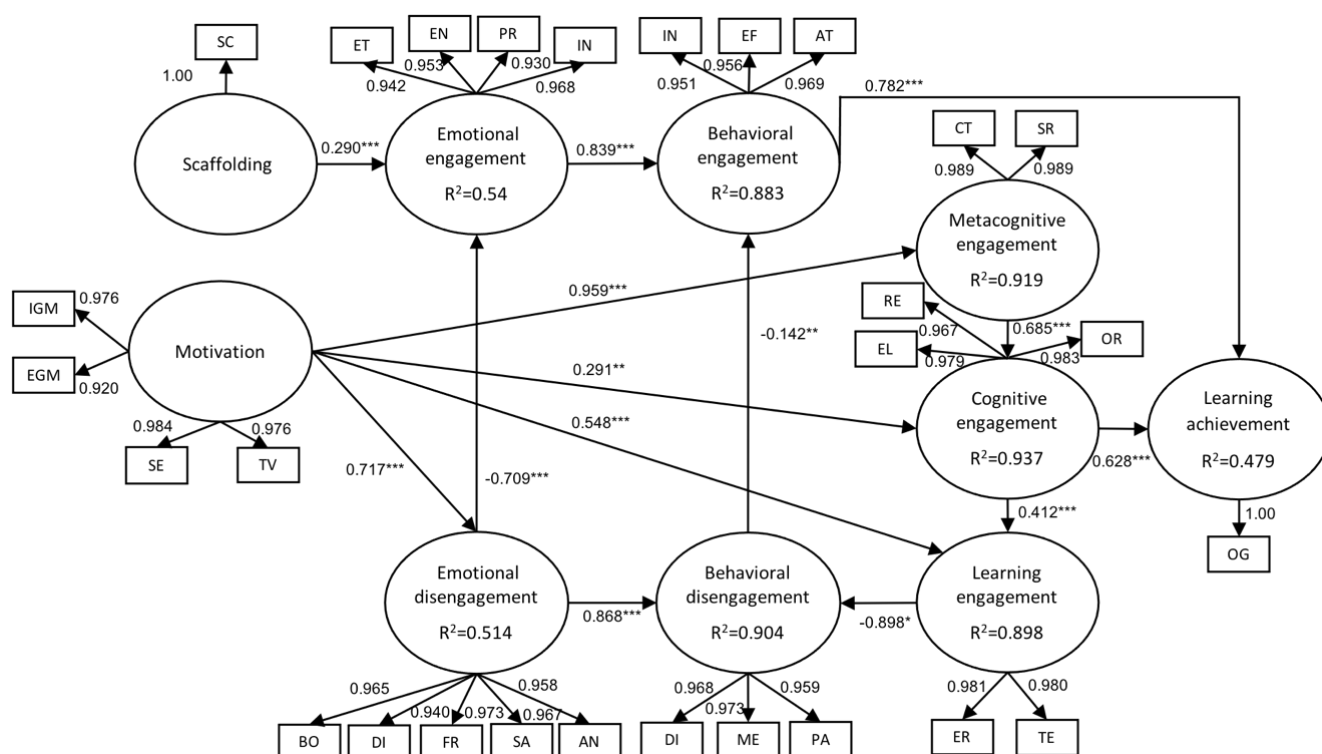 SC
ET
EN
PR
IN
IN
EF
AT
1.00
0.942
0.953
0.930
0.968
0.951
0.956
0.969
0.782***
Scaffolding
0.290***
Emotional
engagement
R²=0.54
0.839***
Behavioral
engagement
R²=0.883
CT
SR
0.989
0.989
Metacognitive
engagement
R²=0.919
IGM
0.976
EGM
0.920
Motivation
0.984
0.976
SE
TV
0.959***
-0.142**
0.291**
0.548***
0.717***
-0.709***
RE
0.967
0.685***
OR
EL
0.979
0.983
Cognitive
engagement
R²=0.937
0.628***
Learning
achievement
R²=0.479
0.412***
1.00
OG
Emotional
disengagement
R²=0.514
0.868***
Behavioral
disengagement
R²=0.904
-0.898*
Learning
engagement
R²=0.898
0.965
0.940
-0.973
0.967
0.958
0.968
0.973
0.959
0.981
0.980
BO
DI
FR
SA
AN
DI
ME
PA
ER
TE